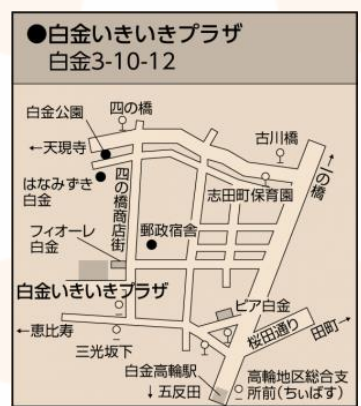 ●白金いきいきプラザ
白金3-10-12
白金公園
四の橋
←天現寺
古川橋
一の橋→
はなみずき
白金
四の橋商店街
志田町保育園
フィオーレ
白金
郵政宿舎
白金いきいきプラザ
ピア白金
←恵比寿
桜田通り
田町→
三光坂下
白金高輪駅
↓五反田
高輪地区総合支
所前(ちぃばす)